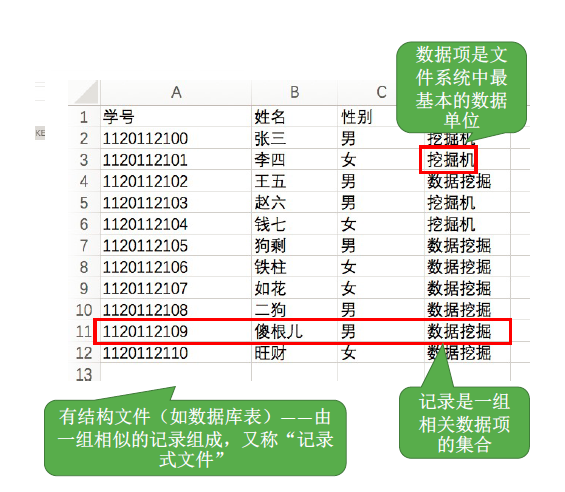 数据项是文
件系统中最
基本的数据
单位
KE
A B C
1 学号 姓名 性别
2 1120112100 张三 男 挖掘机
3 1120112101 李四 女 挖掘机
4 1120112102 王五 男 数据挖掘
5 1120112103 赵六 男 挖掘机
6 1120112104 钱七 女 挖掘机
7 1120112105 狗剩 男 数据挖掘
8 1120112106 铁柱 女 数据挖掘
9 1120112107 如花 女 数据挖掘
10 1120112108 二狗 男 数据挖掘
11 1120112109 傻根儿 男 数据挖掘
12 1120112110 旺财 女 数据挖掘
13
有结构文件（如数据库表）——由
一组相似的记录组成，又称“记录
式文件”
记录是一组
相关数据项
的集合